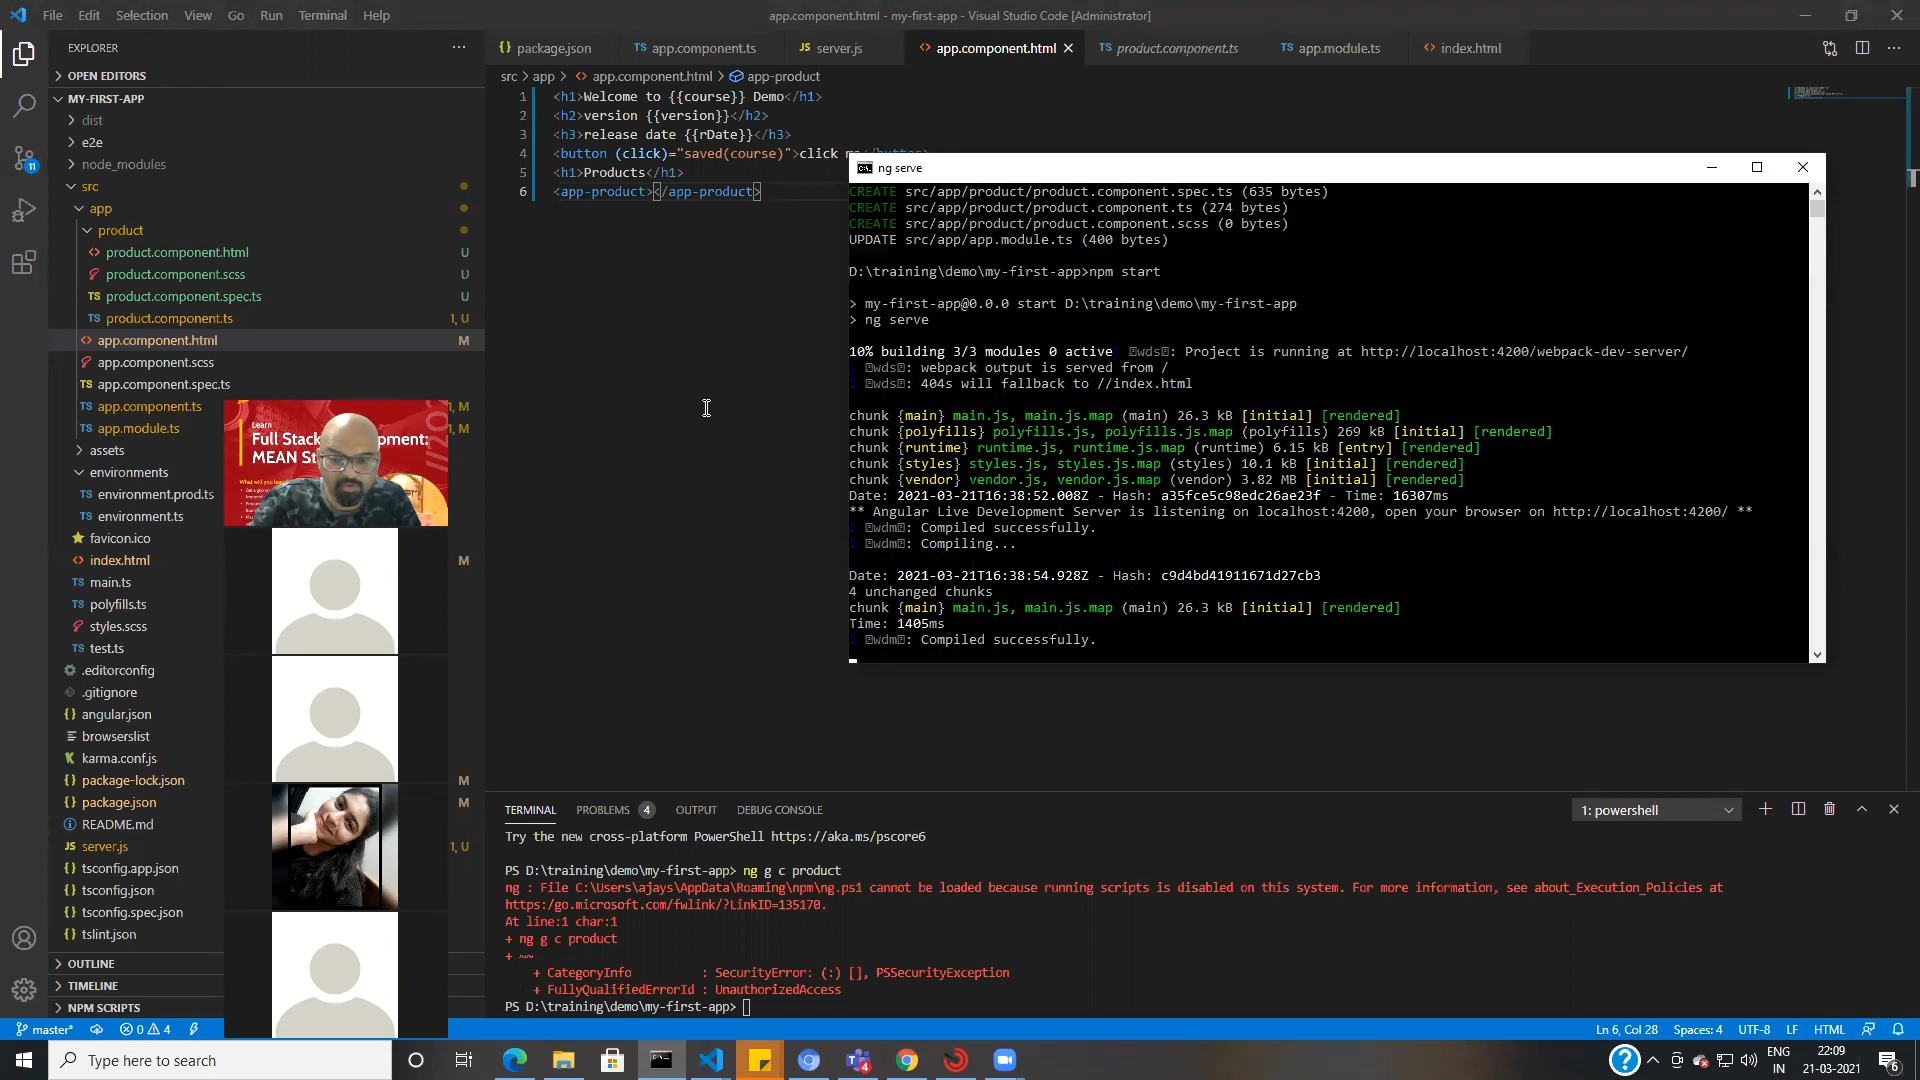 File Edit Selection View Go Run Terminal Help
app.component.html - my-first-app - Visual Studio Code [Administrator]
EXPLORER
OPEN EDITORS
MY-FIRST-APP
dist
e2e
node_modules
src
app
product
product.component.html U
product.component.scss U
product.component.spec.ts U
product.component.ts 1, U
app.component.html M
app.component.scss
app.component.spec.ts
app.component.ts 1, M
app.module.ts 1, M
assets
environments
environment.prod.ts
environment.ts
favicon.ico
index.html M
main.ts
polyfills.ts
styles.scss
test.ts
.editorconfig
.gitignore
angular.json
browserslist
karma.conf.js
package-lock.json M
package.json M
README.md
server.js 1, U
tsconfig.app.json
tsconfig.json
tsconfig.spec.json
tslint.json
OUTLINE
TIMELINE
NPM SCRIPTS
11
Learn
Full Stack Development:
MEAN St
What will you lea
package.json app.component.ts server.js app.component.html product.component.ts app.module.ts index.html
src > app > app.component.html > app-product
1 <h1>Welcome to {{course}} Demo</h1>
2 <h2>version {{version}}</h2>
3 <h3>release date {{rDate}}</h3>
4 <button (click)="saved(course)">click
5 <h1>Products</h1>
6 <app-product></app-product>
ng serve
CREATE src/app/product/product.component.spec.ts (635 bytes)
CREATE src/app/product/product.component.ts (274 bytes)
CREATE src/app/product/product.component.scss (0 bytes)
UPDATE src/app/app.module.ts (400 bytes)
D:\training\demo\my-first-app>npm start
> my-first-app@0.0.0 start D:\training\demo\my-first-app
> ng serve
10% building 3/3 modules 0 active wds: Project is running at http://localhost:4200/webpack-dev-server/
wds: webpack output is served from /
wds: 404s will fallback to //index.html
chunk {main} main.js, main.js.map (main) 26.3 kB [initial] [rendered]
chunk {polyfills} polyfills.js, polyfills.js.map (polyfills) 269 kB [initial] [rendered]
chunk {runtime} runtime.js, runtime.js.map (runtime) 6.15 kB [entry] [rendered]
chunk {styles} styles.js, styles.js.map (styles) 10.1 kB [initial] [rendered]
chunk {vendor} vendor.js, vendor.js.map (vendor) 3.82 MB [initial] [rendered]
Date: 2021-03-21T16:38:52.008Z - Hash: a35fce5c98edc26ae23f - Time: 16307ms
** Angular Live Development Server is listening on localhost:4200, open your browser on http://localhost:4200/ **
wdm: Compiled successfully.
wdm: Compiling...
Date: 2021-03-21T16:38:54.928Z - Hash: c9d4bd41911671d27cb3
4 unchanged chunks
chunk {main} main.js, main.js.map (main) 26.3 kB [initial] [rendered]
Time: 1405ms
wdm: Compiled successfully.
TERMINAL PROBLEMS 4 OUTPUT DEBUG CONSOLE
1: powershell
Try the new cross-platform PowerShell https://aka.ms/pscore6
PS D:\training\demo\my-first-app> ng g c product
ng : File C:\Users\ajays\AppData\Roaming\npm\ng.ps1 cannot be loaded because running scripts is disabled on this system. For more information, see about_Execution_Policies at
https:/go.microsoft.com/fwlink/?LinkID=135170.
At line:1 char:1
+ ng g c product
+ ~~
+ CategoryInfo : SecurityError: (:) [], PSSecurityException
+ FullyQualifiedErrorId : UnauthorizedAccess
PS D:\training\demo\my-first-app>
master* 0 4
Ln 6, Col 28 Spaces: 4 UTF-8 LF HTML
Type here to search
ENG
IN
22:09
21-03-2021
6